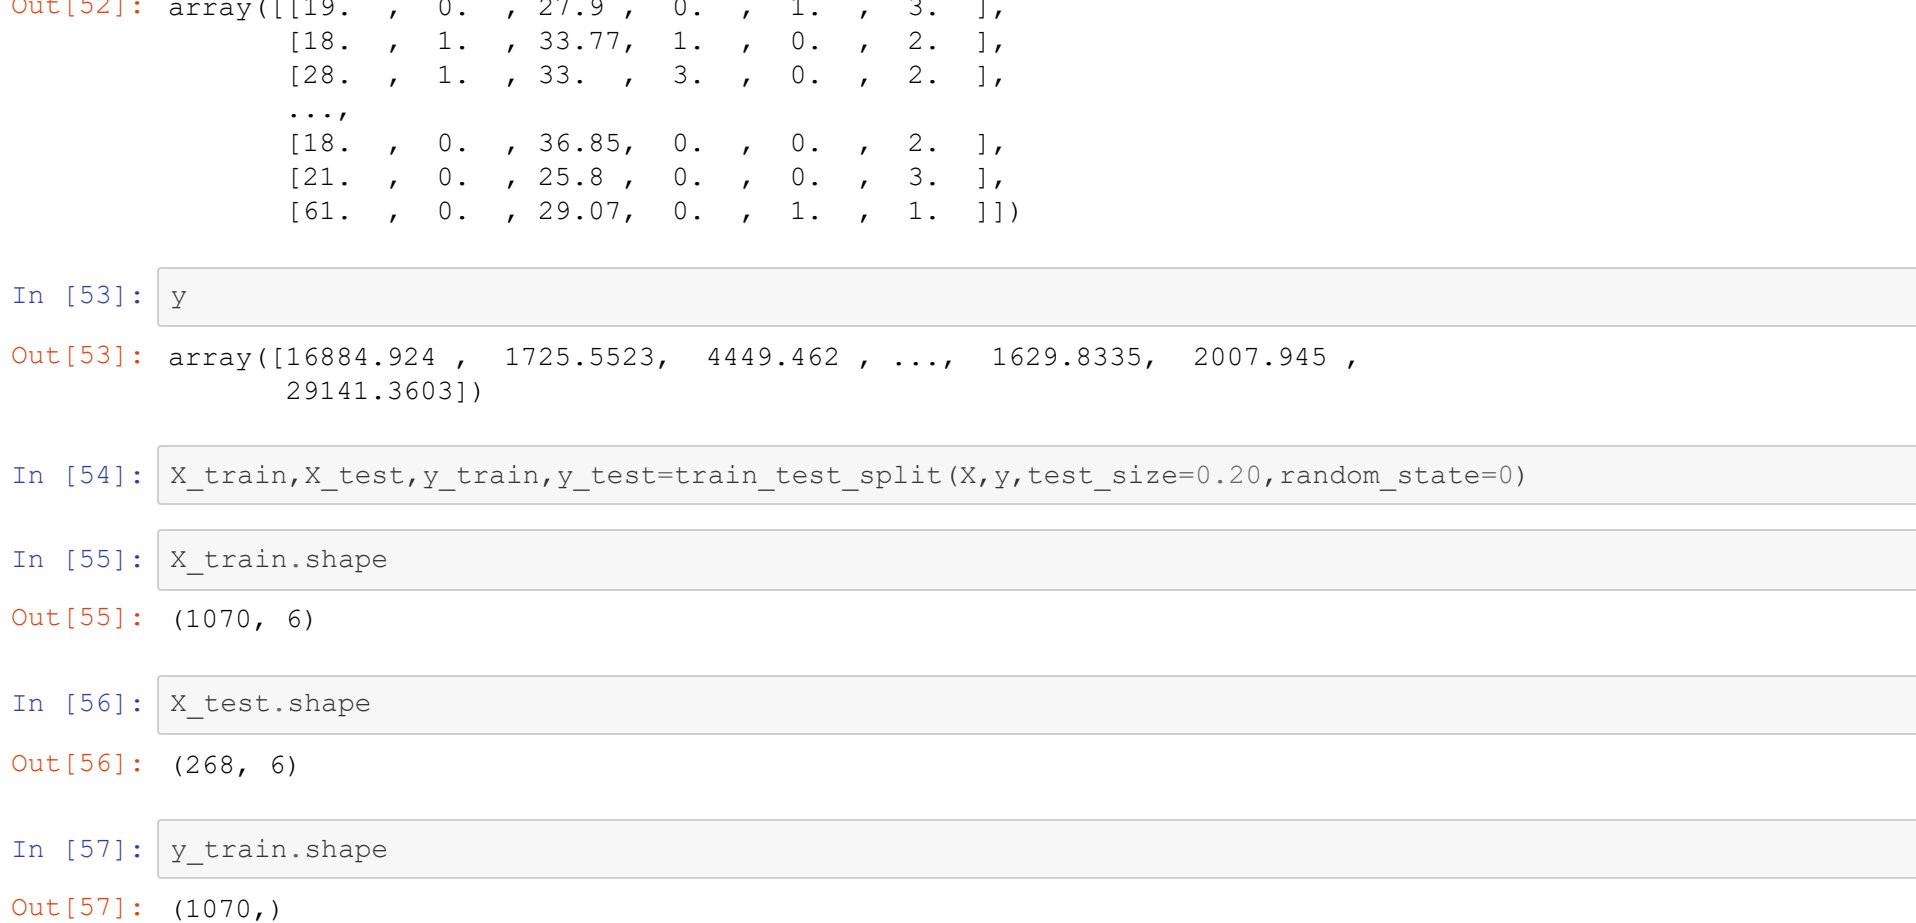 Out[52]: array([[19.  ,  0.  , 27.9 ,  0.  ,  1.  ,  3.  ],
[18.  ,  1.  , 33.77,  1.  ,  0.  ,  2.  ],
[28.  ,  1.  , 33.  ,  3.  ,  0.  ,  2.  ],
...,
[18.  ,  0.  , 36.85,  0.  ,  0.  ,  2.  ],
[21.  ,  0.  , 25.8 ,  0.  ,  0.  ,  3.  ],
[61.  ,  0.  , 29.07,  0.  ,  1.  ,  1.  ]])
In [53]: y
Out[53]: array([16884.924 ,  1725.5523,  4449.462 , ...,  1629.8335,  2007.945 ,
29141.3603])
In [54]: X_train,X_test,y_train,y_test=train_test_split(X,y,test_size=0.20,random_state=0)
In [55]: X_train.shape
Out[55]: (1070, 6)
In [56]: X_test.shape
Out[56]: (268, 6)
In [57]: y_train.shape
Out[57]: (1070,)